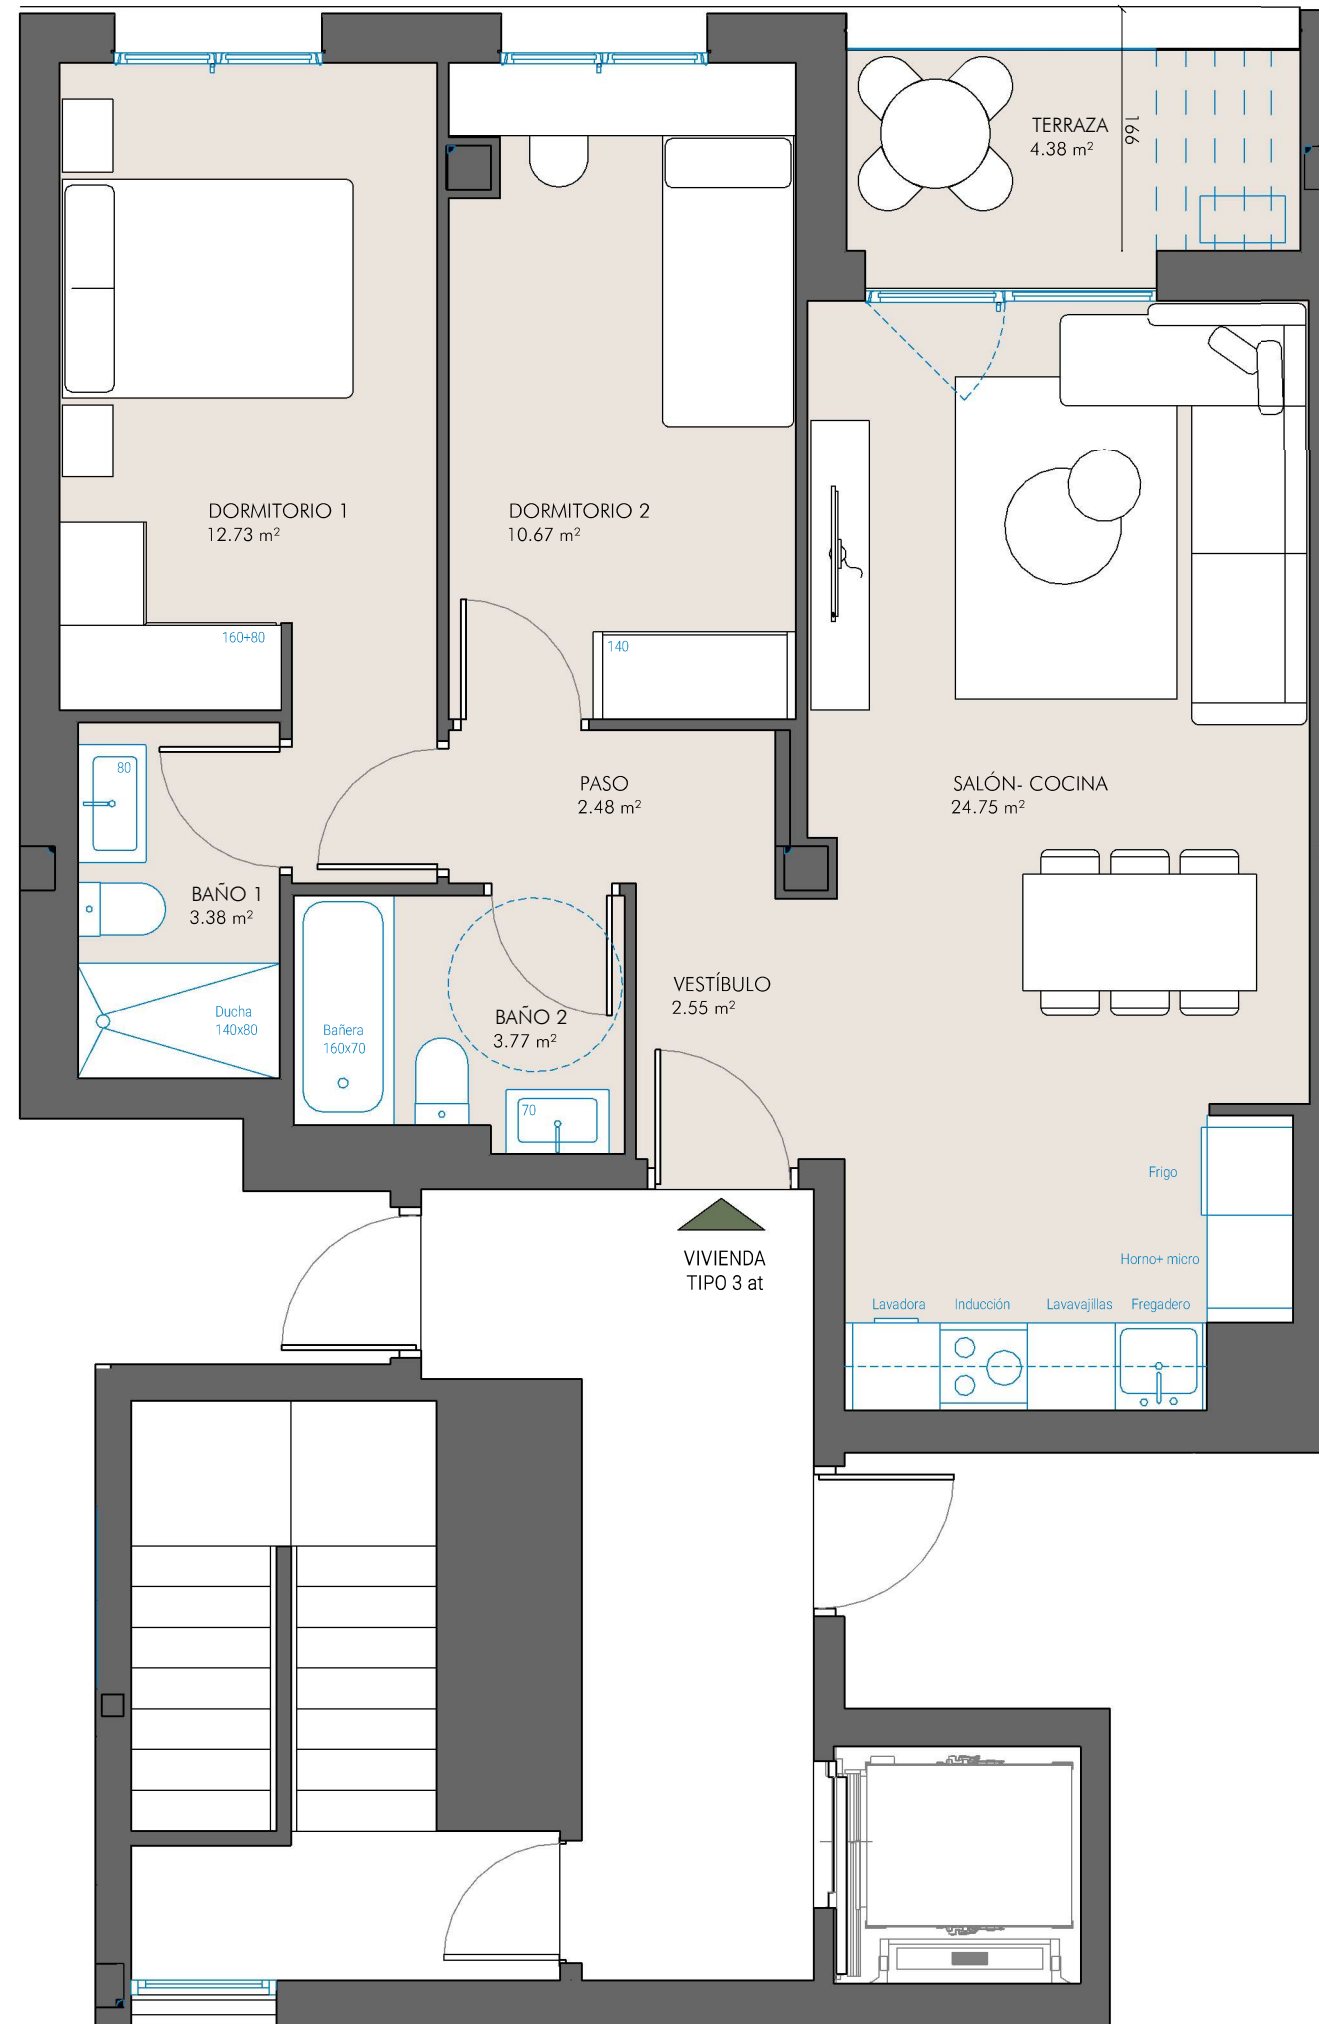 TERRAZA
4.38 m²
166
DORMITORIO 1
12.73 m²
DORMITORIO 2
10.67 m²
160+80
140
80
PASO
2.48 m²
SALÓN- COCINA
24.75 m²
BAÑO 1
3.38 m²
VESTÍBULO
2.55 m²
Ducha
140x80
Bañera
160x70
BAÑO 2
3.77 m²
70
Frigo
Horno+ micro
VIVIENDA
TIPO 3 at
Lavadora
Inducción
Lavavajillas
Fregadero